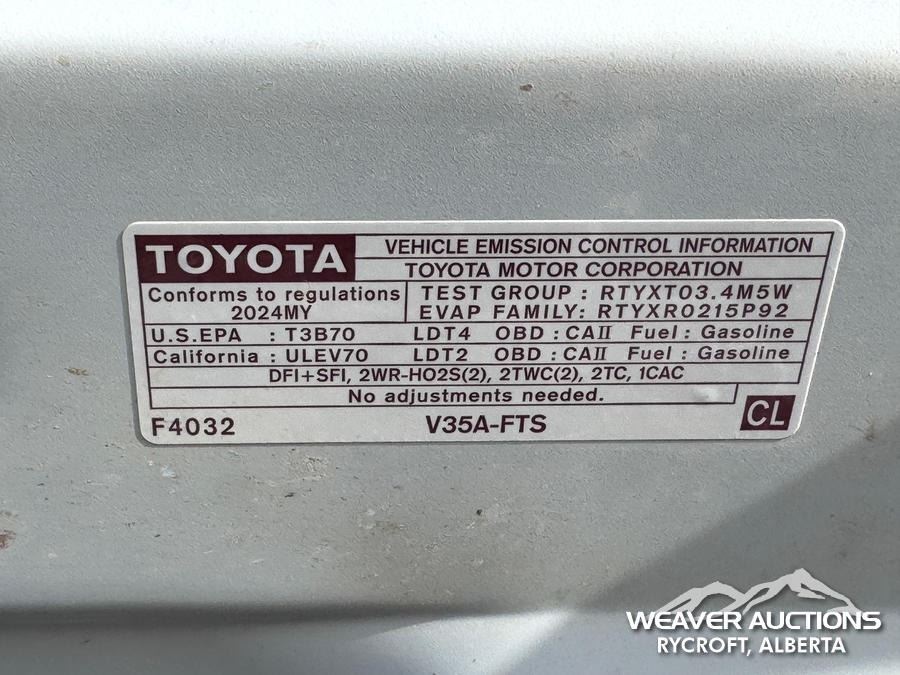 TOYOTA
VEHICLE EMISSION CONTROL INFORMATION
TOYOTA MOTOR CORPORATION
Conforms to regulations
2024MY
TEST GROUP : RTYXT03.4M5W
EVAP FAMILY: RTYXR0215P92
U.S.EPA : T3B70 LDT4 OBD : CAII Fuel : Gasoline
California : ULEV70 LDT2 OBD : CAII Fuel : Gasoline
DFI+SFI, 2WR-HO2S(2), 2TWC(2), 2TC, 1CAC
No adjustments needed.
F4032 V35A-FTS CL
WEAVER AUCTIONS
RYCROFT, ALBERTA